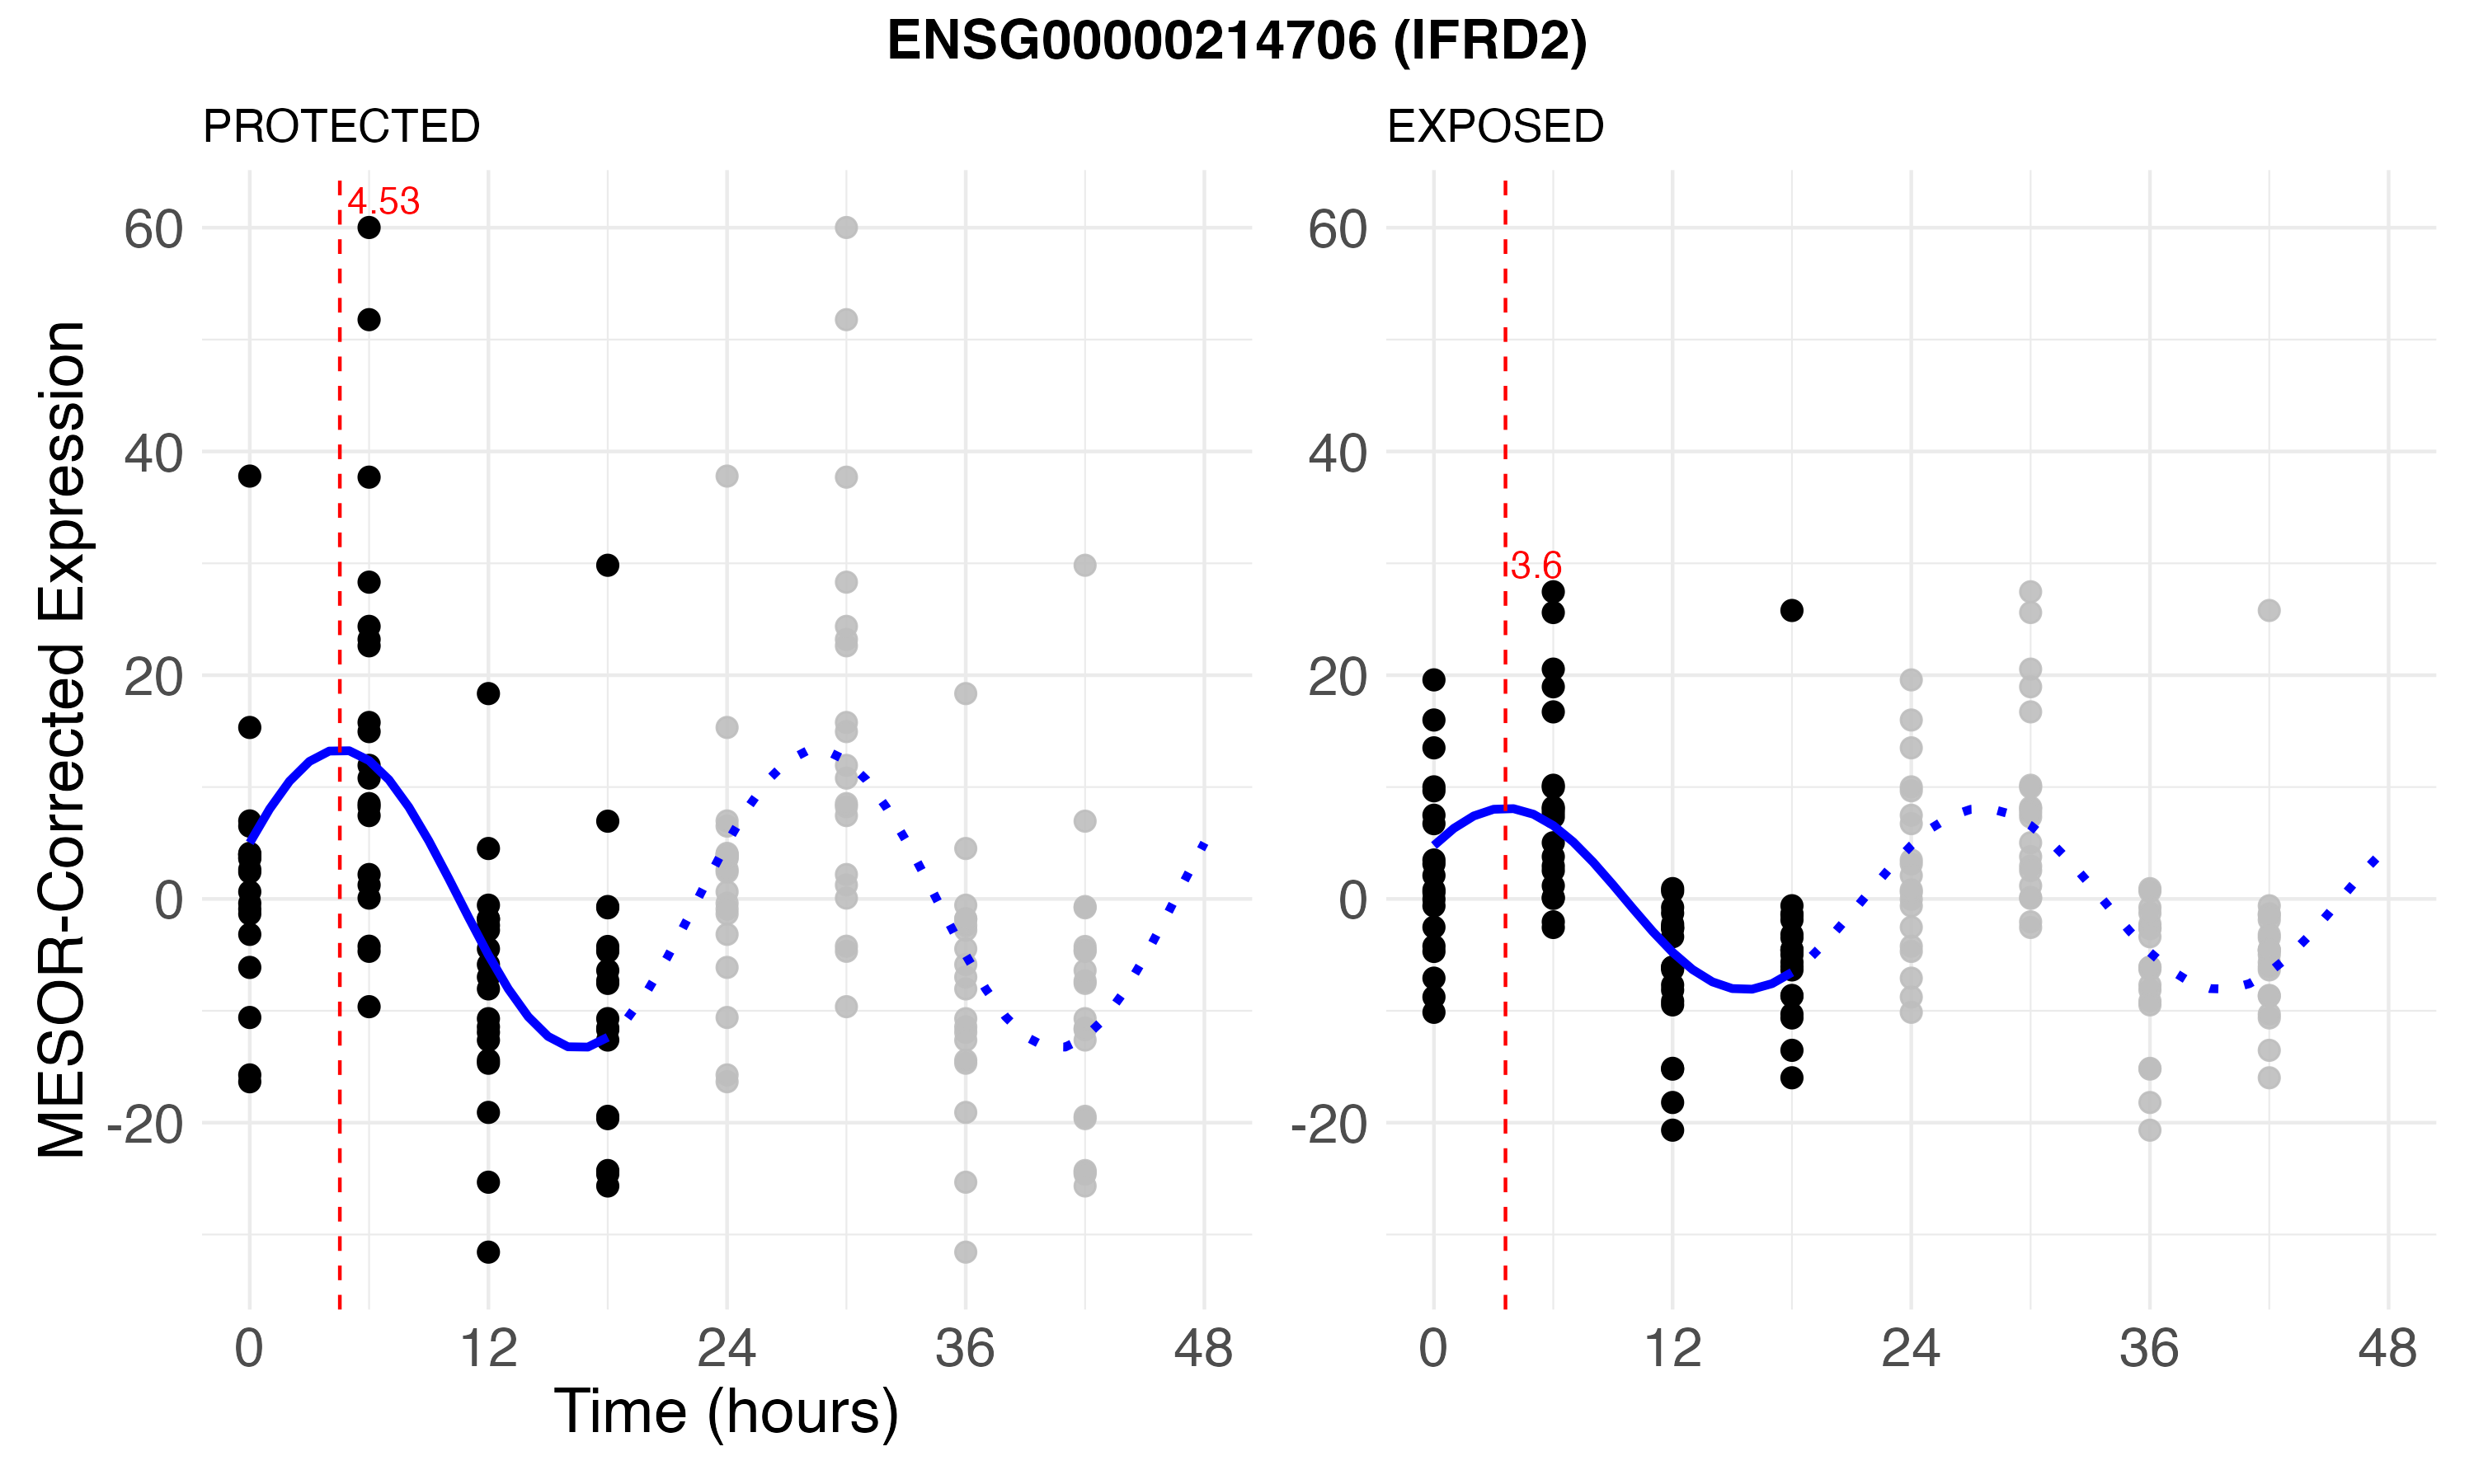 ENSG00000214706 (IFRD2)
PROTECTED
EXPOSED
MESOR-Corrected Expression
60
40
20
0
-20
4.53
0 12 24 36 48
60
40
20
0
-20
3.6
0 12 24 36 48
Time (hours)